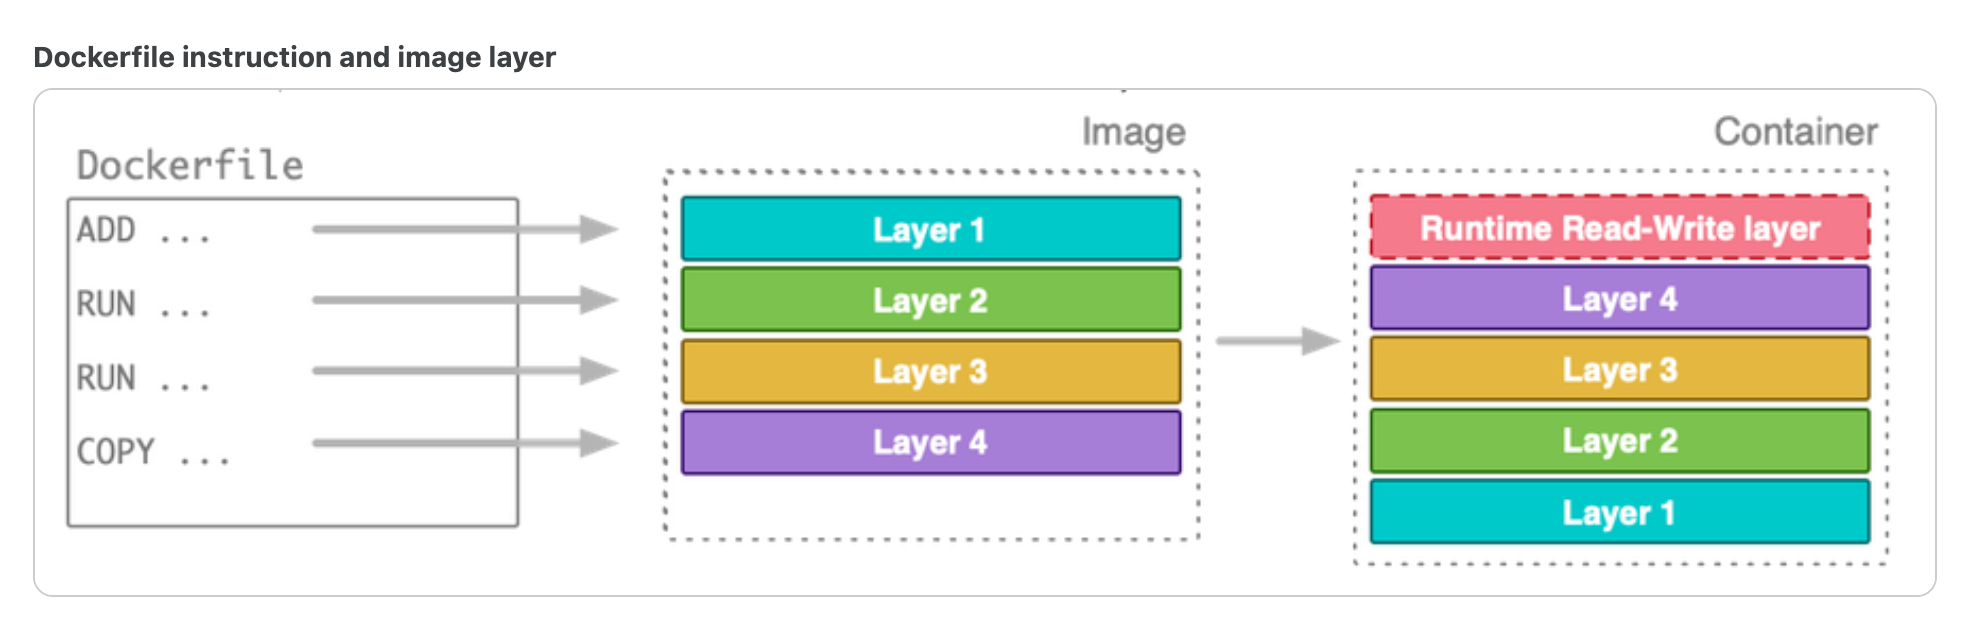 Dockerfile instruction and image layer
Dockerfile
ADD ...
RUN ...
RUN ...
COPY ...
Image
Layer 1
Layer 2
Layer 3
Layer 4
Container
Runtime Read-Write layer
Layer 4
Layer 3
Layer 2
Layer 1